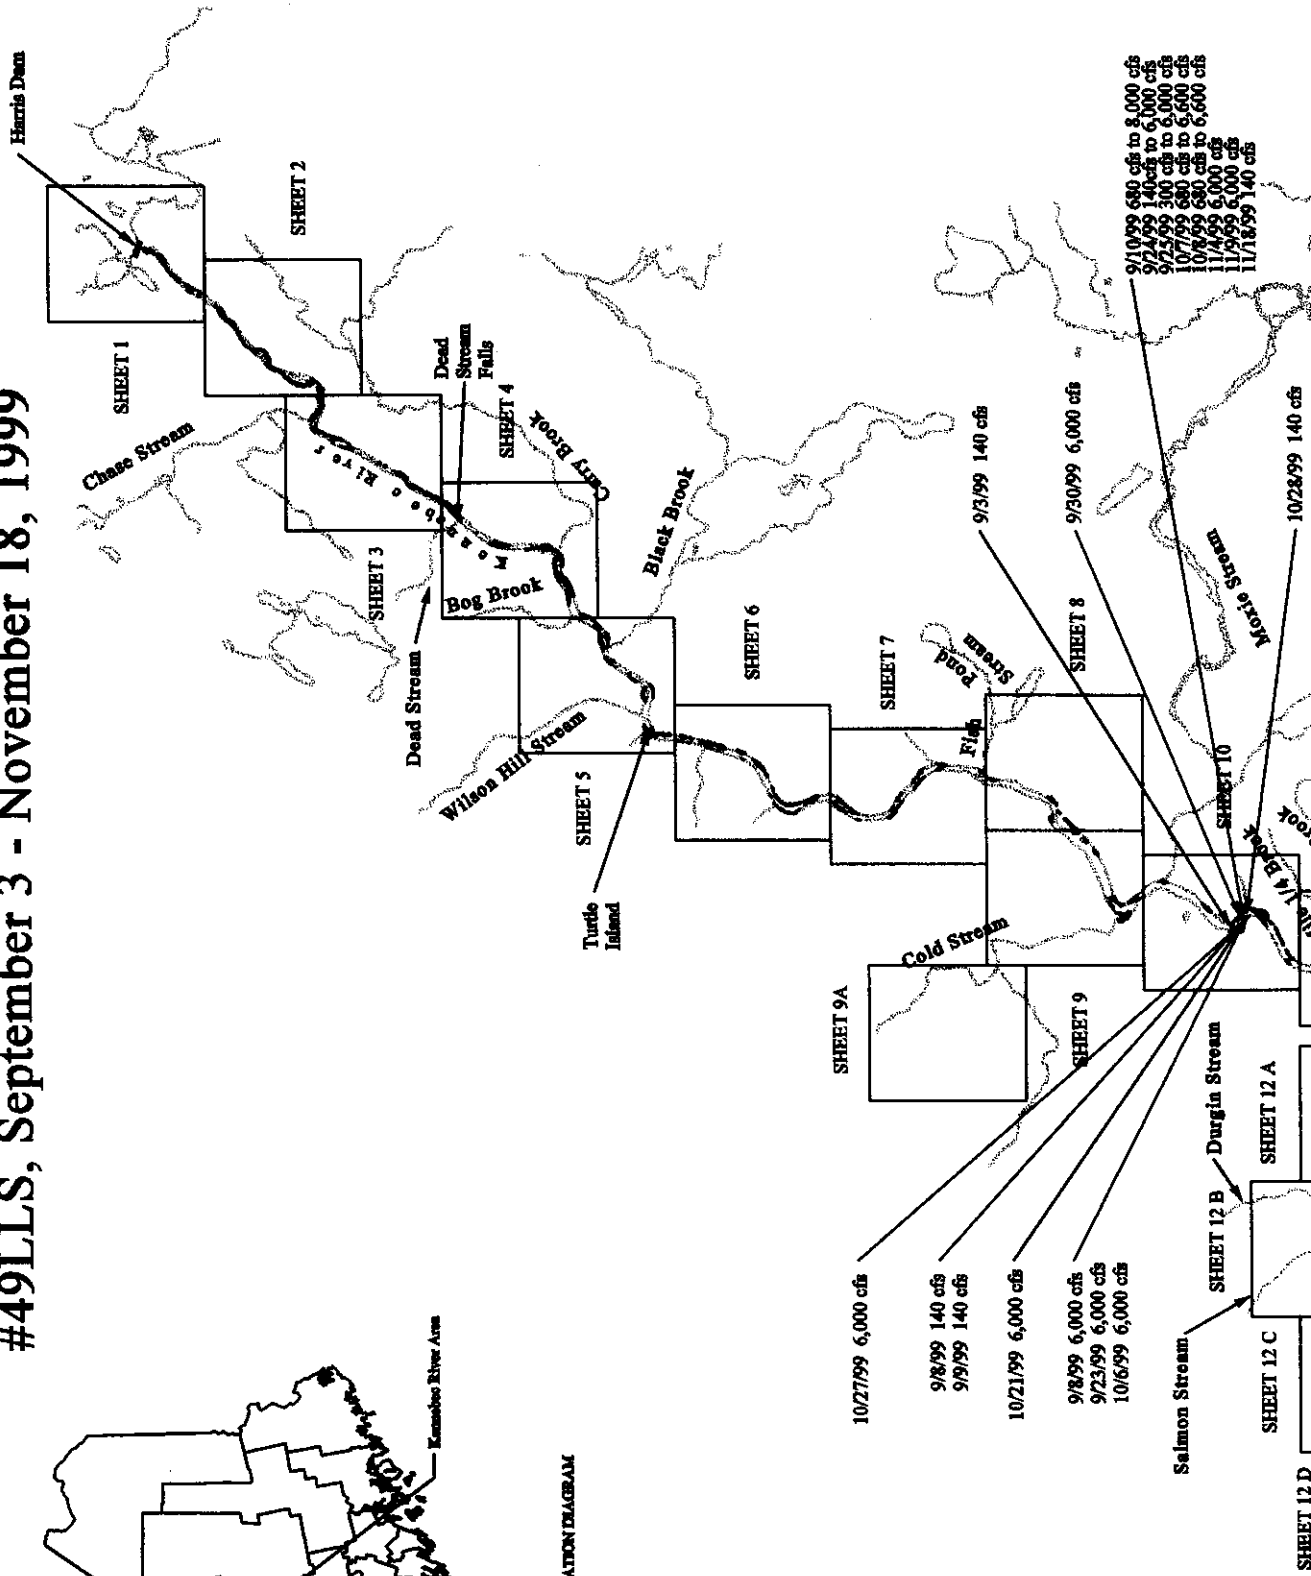 #49LLS, September 3 - November 18, 1999
Harris Dam
SHEET 1
SHEET 2
Chase Stream
Kennebec River
Dead
Stream
Falls
SHEET 3
SHEET 4
Carry Brook
Dead Stream
Bog Brook
Black Brook
Wilson Hill Stream
SHEET 5
SHEET 6
Turtle
Island
SHEET 7
Fish
Pond
Stream
SHEET 8
Cold Stream
SHEET 9A
SHEET 9
Moxie Stream
SHEET 10
1/4 Brook
9/3/99 140 cfs
9/30/99 6,000 cfs
9/10/99 680 cfs to 8,000 cfs
9/24/99 140cfs to 6,000 cfs
9/25/99 300 cfs to 6,000 cfs
10/7/99 680 cfs to 6,600 cfs
10/8/99 680 cfs to 6,600 cfs
11/4/99 6,000 cfs
11/9/99 6,000 cfs
11/18/99 140 cfs
10/28/99 140 cfs
10/27/99 6,000 cfs
9/8/99 140 cfs
9/9/99 140 cfs
10/21/99 6,000 cfs
9/8/99 6,000 cfs
9/23/99 6,000 cfs
10/6/99 6,000 cfs
Durgin Stream
Salmon Stream
SHEET 12 A
SHEET 12 B
SHEET 12 C
SHEET 12 D
Kennebec River Area
ATION DIAGRAM